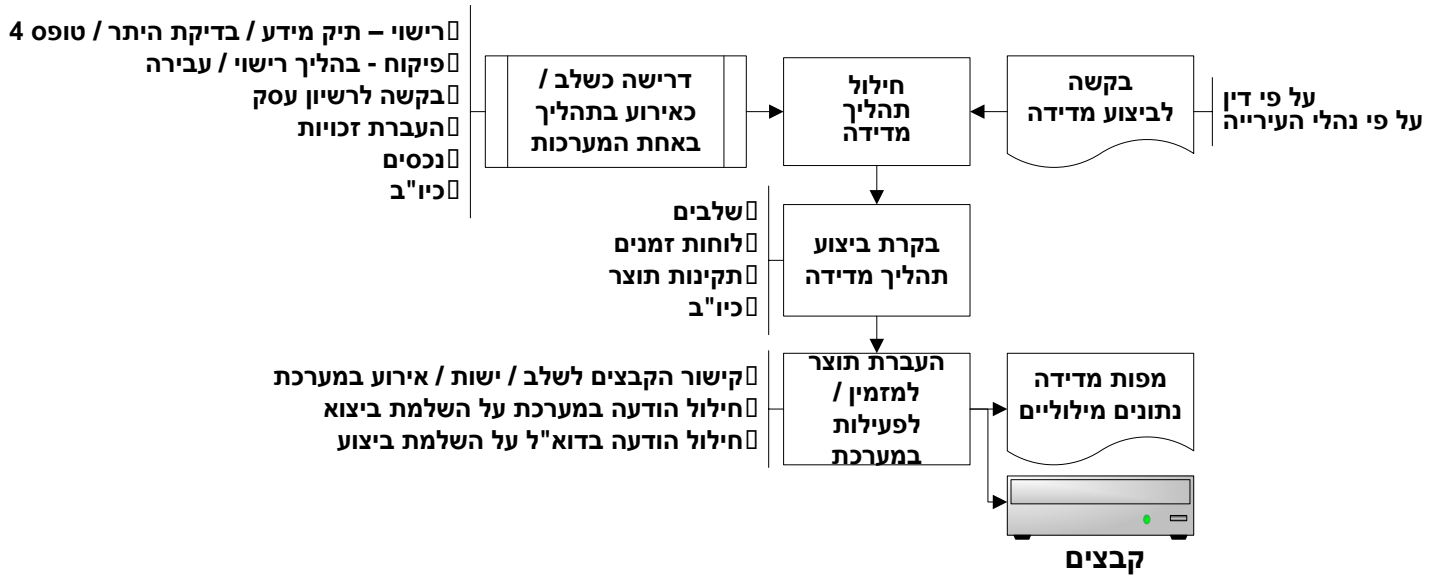 רישוי – תיק מידע / בדיקת היתר / טופס 4
פיקוח - בהליך רישוי / עבירה
בקשה לרשיון עסק
העברת זכויות
נכסים
כיו"ב
דרישה כשלב /
כאירוע בתהליך
באחת המערכות
חילול
תהליך
מדידה
בקשה
לביצוע מדידה
על פי דין
על פי נהלי העירייה
שלבים
לוחות זמנים
תקינות תוצר
כיו"ב
בקרת ביצוע
תהליך מדידה
קישור הקבצים לשלב / ישות / אירוע במערכת
חילול הודעה במערכת על השלמת ביצוא
חילול הודעה בדוא"ל על השלמת ביצוע
העברת תוצר
למזמין /
לפעילות
במערכת
מפות מדידה
נתונים מילוליים
קבצים